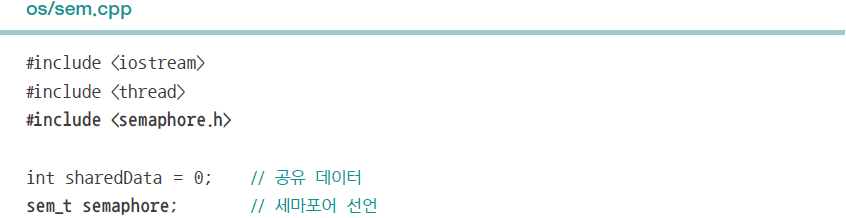 os/sem.cpp
#include <iostream>
#include <thread>
#include <semaphore.h>
int sharedData = 0; // 공유 데이터
sem_t semaphore; // 세마포어 선언